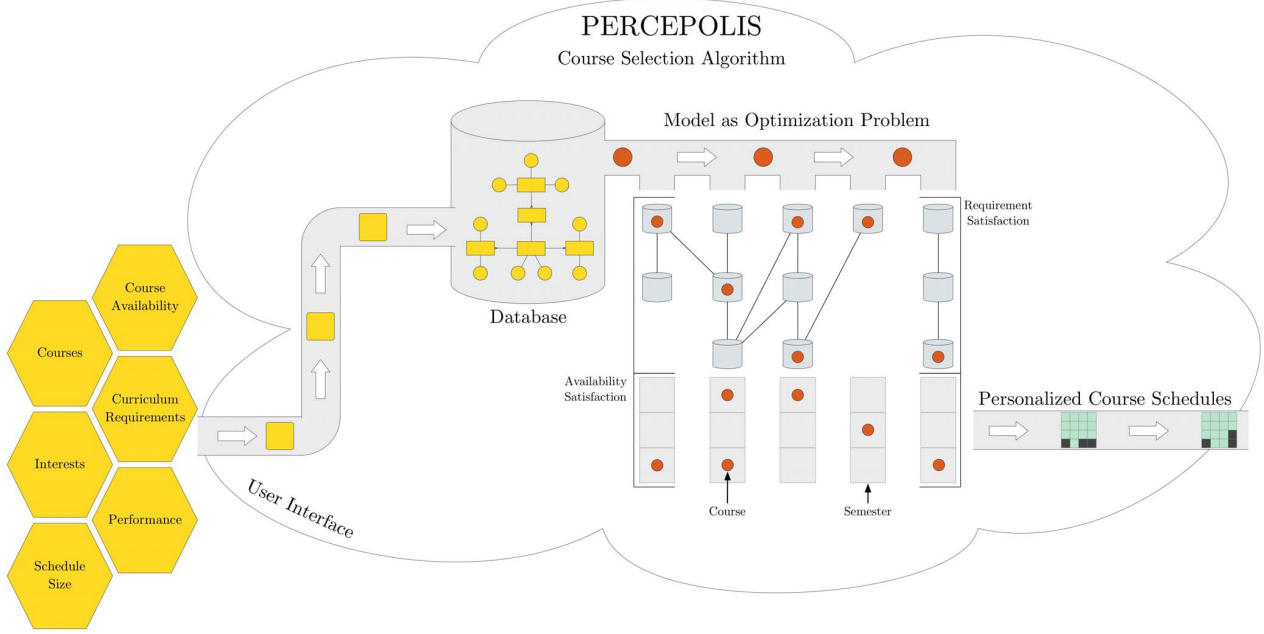 PERCEPOLIS
Course Selection Algorithm
Model as Optimization Problem
Requirement
Satisfaction
Database
Course
Availability
Courses
Curriculum
Requirements
Interests
Performance
Schedule
Size
User Interface
Availability
Satisfaction
Course
Semester
Personalized Course Schedules